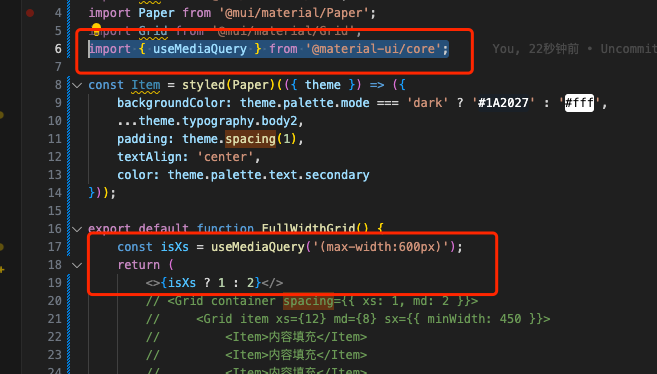 4 import Paper from '@mui/material/Paper';
5 import Grid from '@mui/material/Grid';
6 import { useMediaQuery } from '@material-ui/core'; You, 22秒钟前 • Uncommit
7
8 const Item = styled(Paper)(({ theme }) => ({
9 backgroundColor: theme.palette.mode === 'dark' ? '#1A2027' : '#fff',
10 ...theme.typography.body2,
11 padding: theme.spacing(1),
12 textAlign: 'center',
13 color: theme.palette.text.secondary
14 }));
15
16 export default function FullWidthGrid() {
17 const isXs = useMediaQuery('(max-width:600px)');
18 return (
19 <>{isXs ? 1 : 2}</>
20 // <Grid container spacing={{ xs: 1, md: 2 }}>
21 // <Grid item xs={12} md={8} sx={{ minWidth: 450 }}>
22 // <Item>内容填充</Item>
23 // <Item>内容填充</Item>
24 // <Item>内容填充</Item>